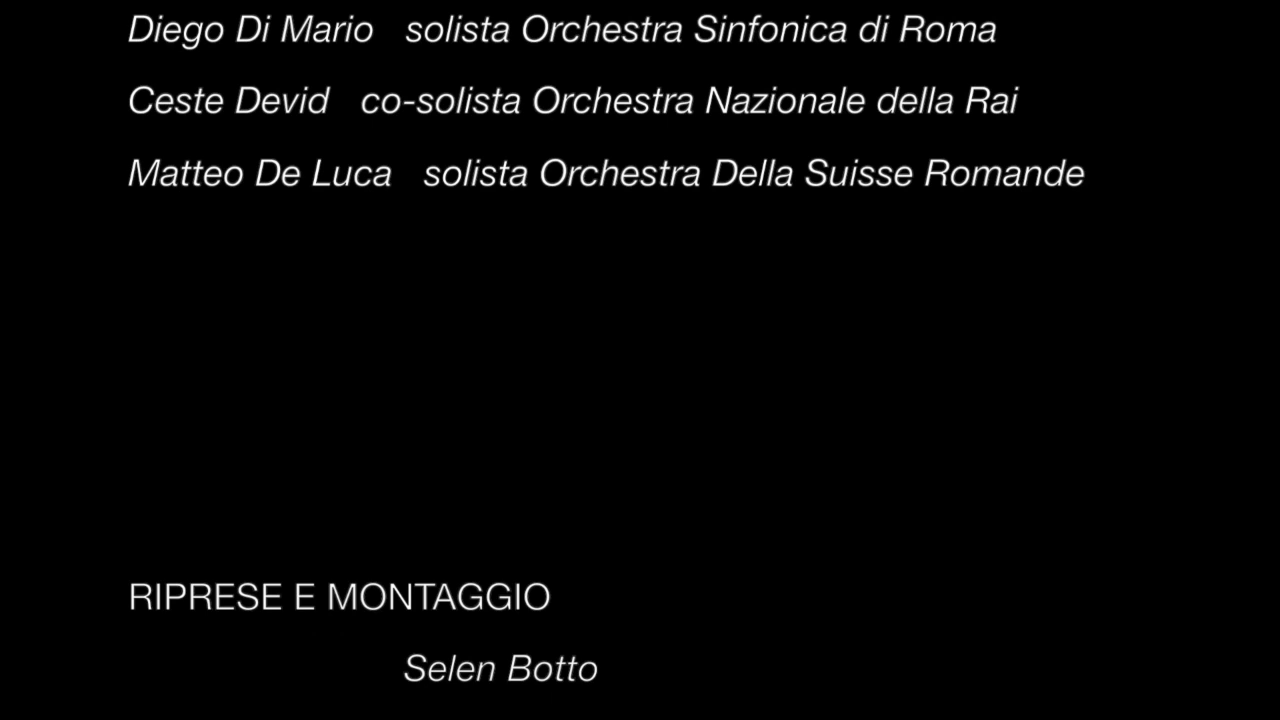 Diego Di Mario solista Orchestra Sinfonica di Roma
Ceste Devid co-solista Orchestra Nazionale della Rai
Matteo De Luca solista Orchestra Della Suisse Romande
RIPRESE E MONTAGGIO
Selen Botto